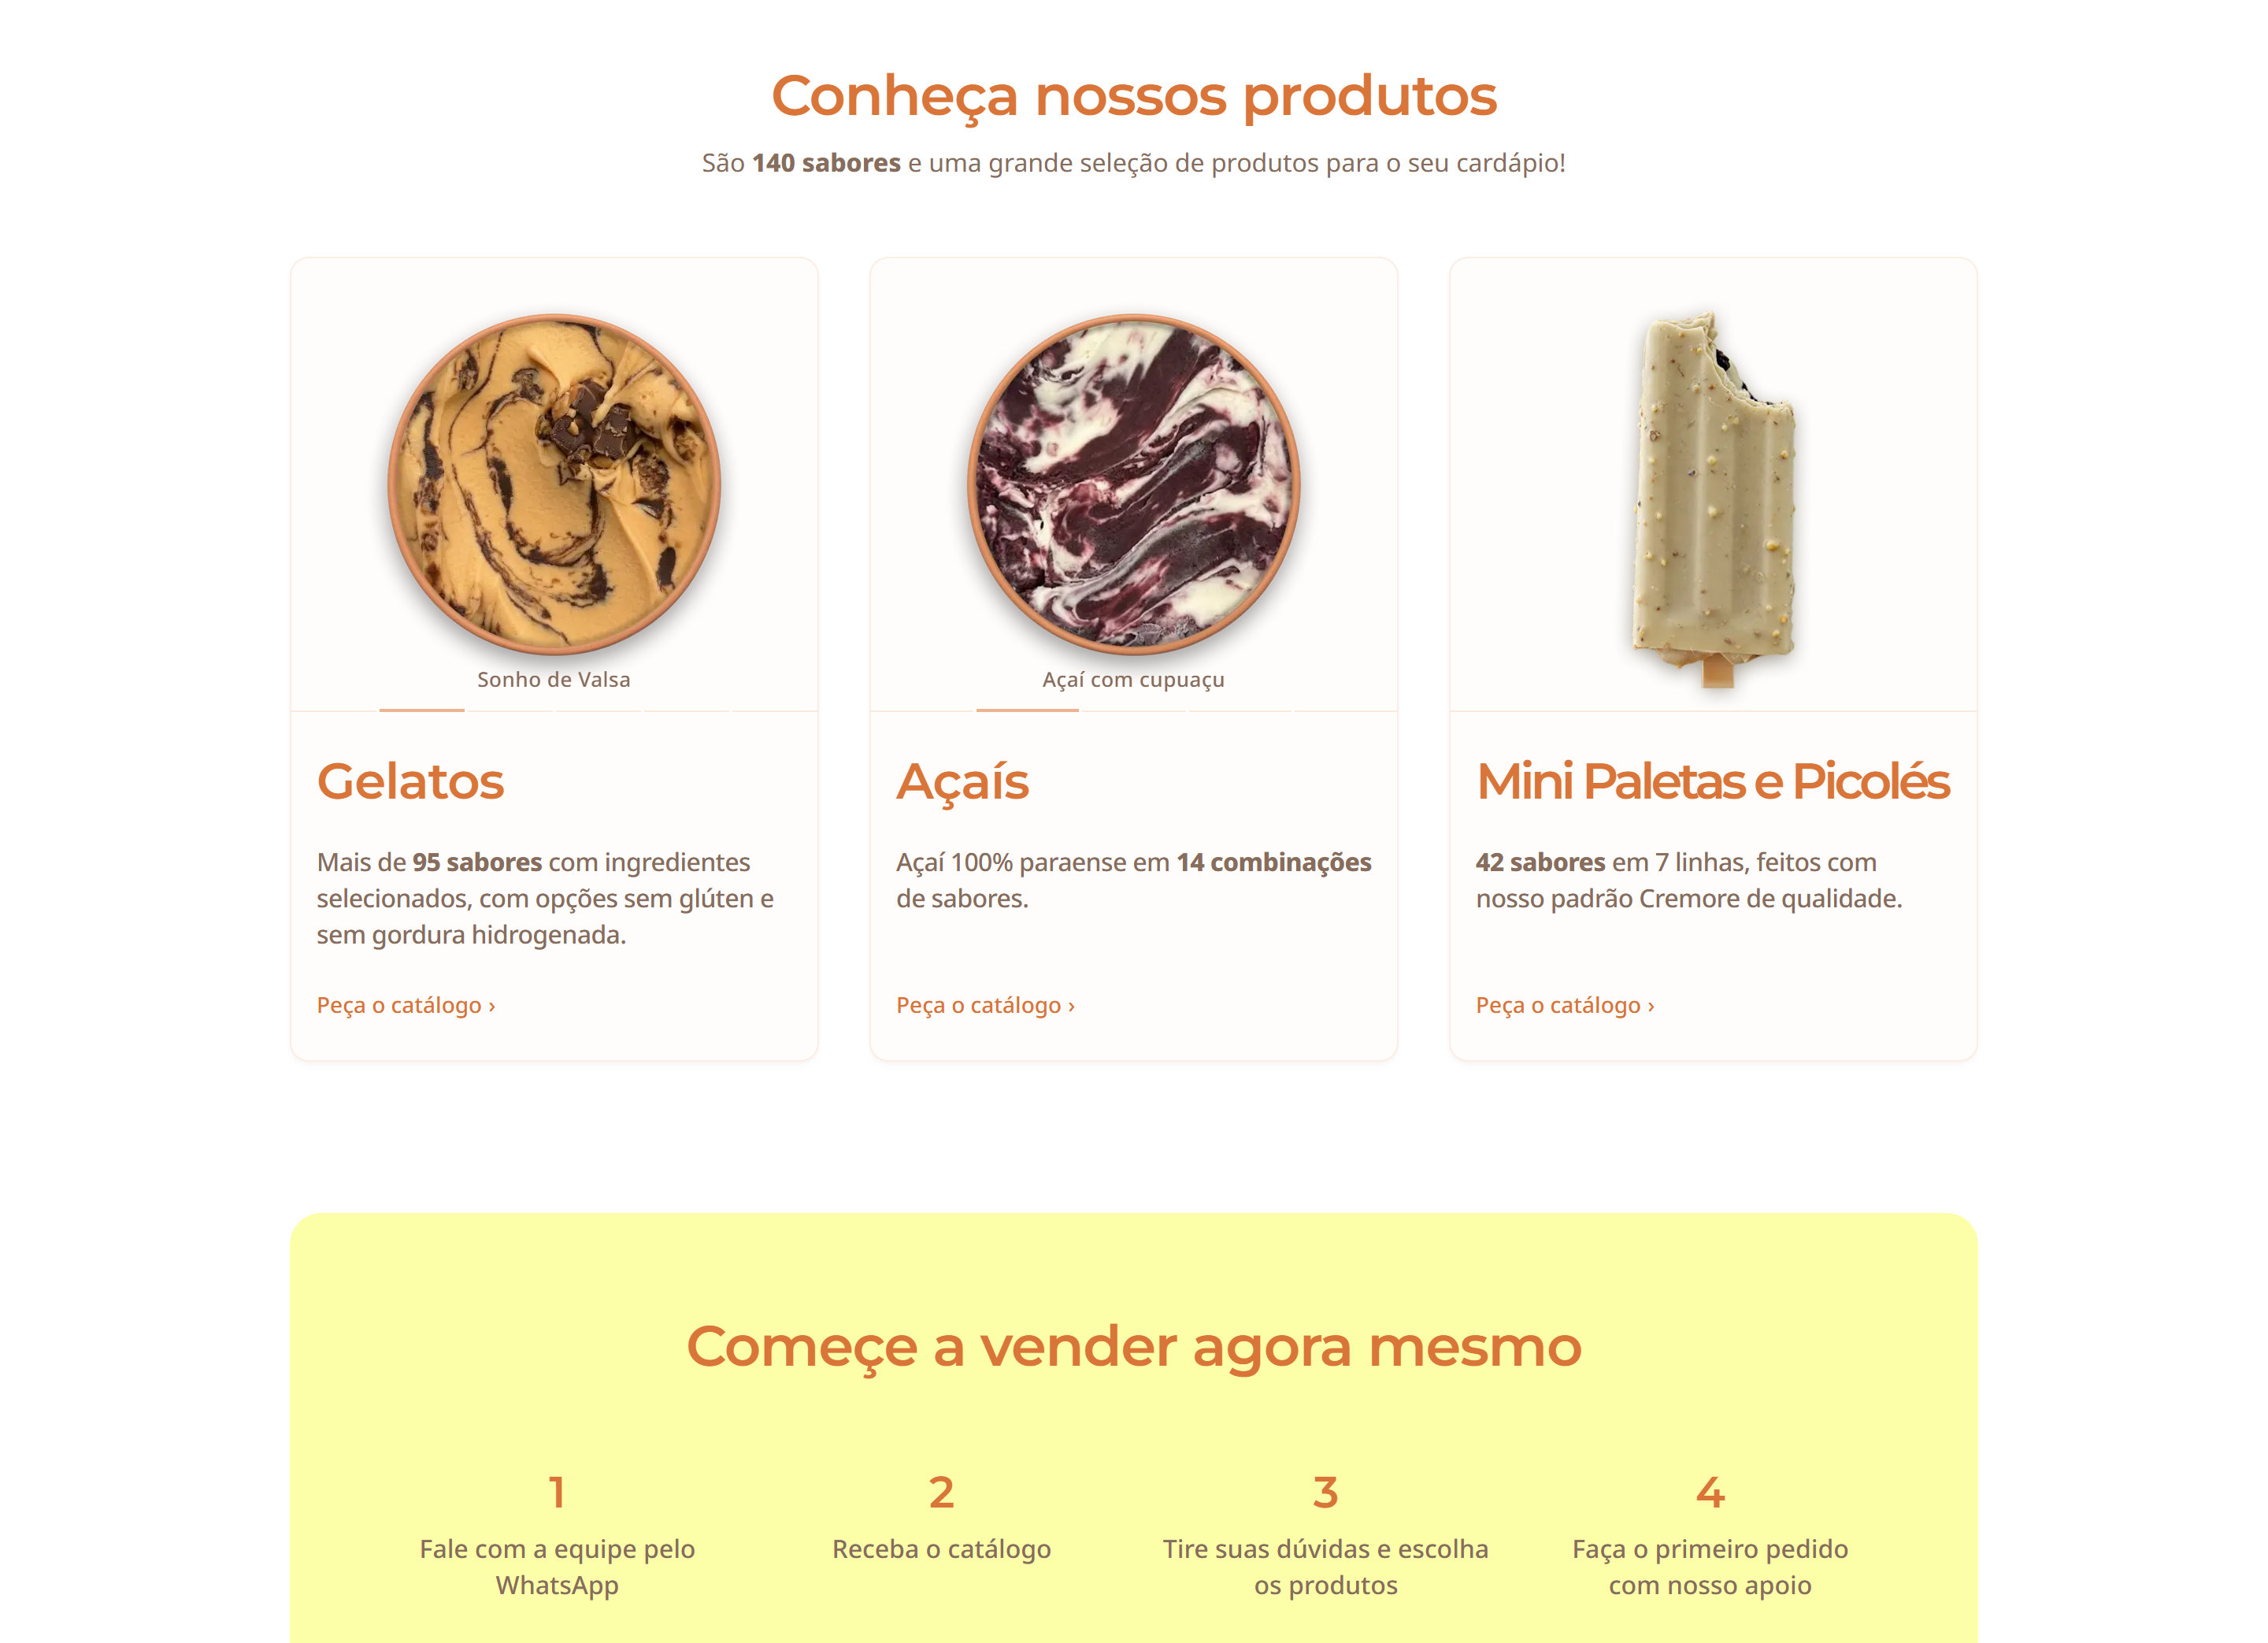 Conheça nossos produtos
São 140 sabores e uma grande seleção de produtos para o seu cardápio!
Sonho de Valsa
Gelatos
Mais de 95 sabores com ingredientes
selecionados, com opções sem glúten e
sem gordura hidrogenada.
Peça o catálogo ›
Açaí com cupuaçu
Açaís
Açaí 100% paraense em 14 combinações
de sabores.
Peça o catálogo ›
Mini Paletas e Picolés
42 sabores em 7 linhas, feitos com
nosso padrão Cremore de qualidade.
Peça o catálogo ›
Começe a vender agora mesmo
1
Fale com a equipe pelo
WhatsApp
2
Receba o catálogo
3
Tire suas dúvidas e escolha
os produtos
4
Faça o primeiro pedido
com nosso apoio